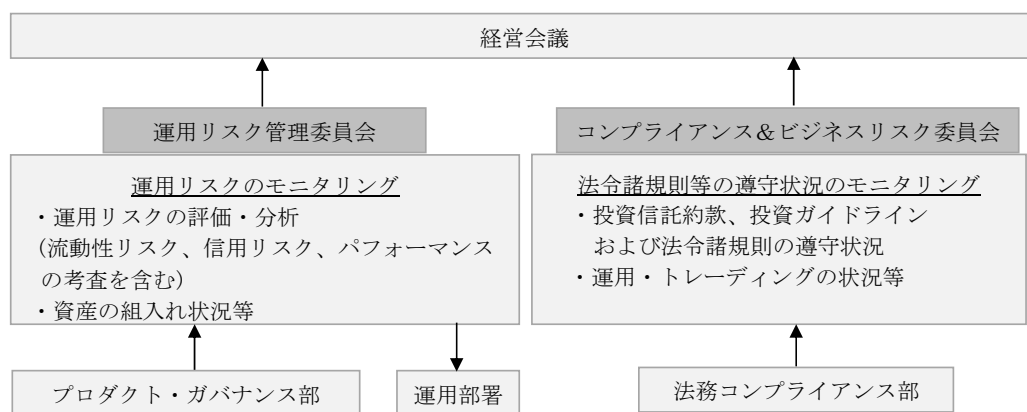 経営会議
運用リスク管理委員会
運用リスクのモニタリング
・運用リスクの評価・分析
(流動性リスク、信用リスク、パフォーマンス
の考査を含む)
・資産の組入れ状況等
コンプライアンス＆ビジネスリスク委員会
法令諸規則等の遵守状況のモニタリング
・投資信託約款、投資ガイドライン
および法令諸規則の遵守状況
・運用・トレーディングの状況等
プロダクト・ガバナンス部
運用部署
法務コンプライアンス部